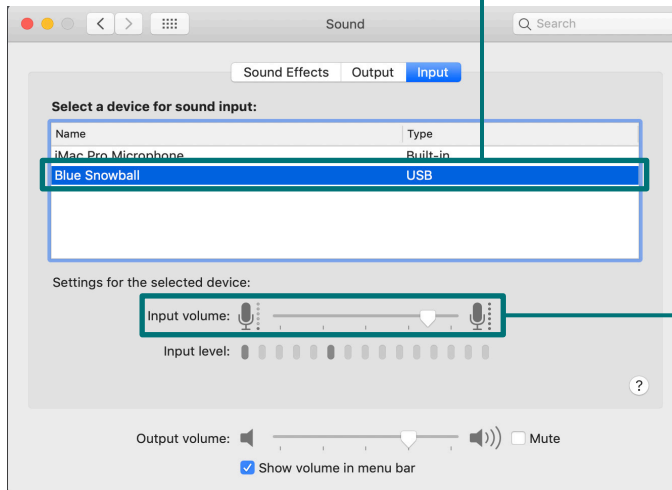 Sound
Search
Sound Effects Output Input
Select a device for sound input:
Name Type
iMac Pro Microphone Built-in
Blue Snowball USB
Settings for the selected device:
Input volume:
Input level:
?
Output volume: Mute
Show volume in menu bar